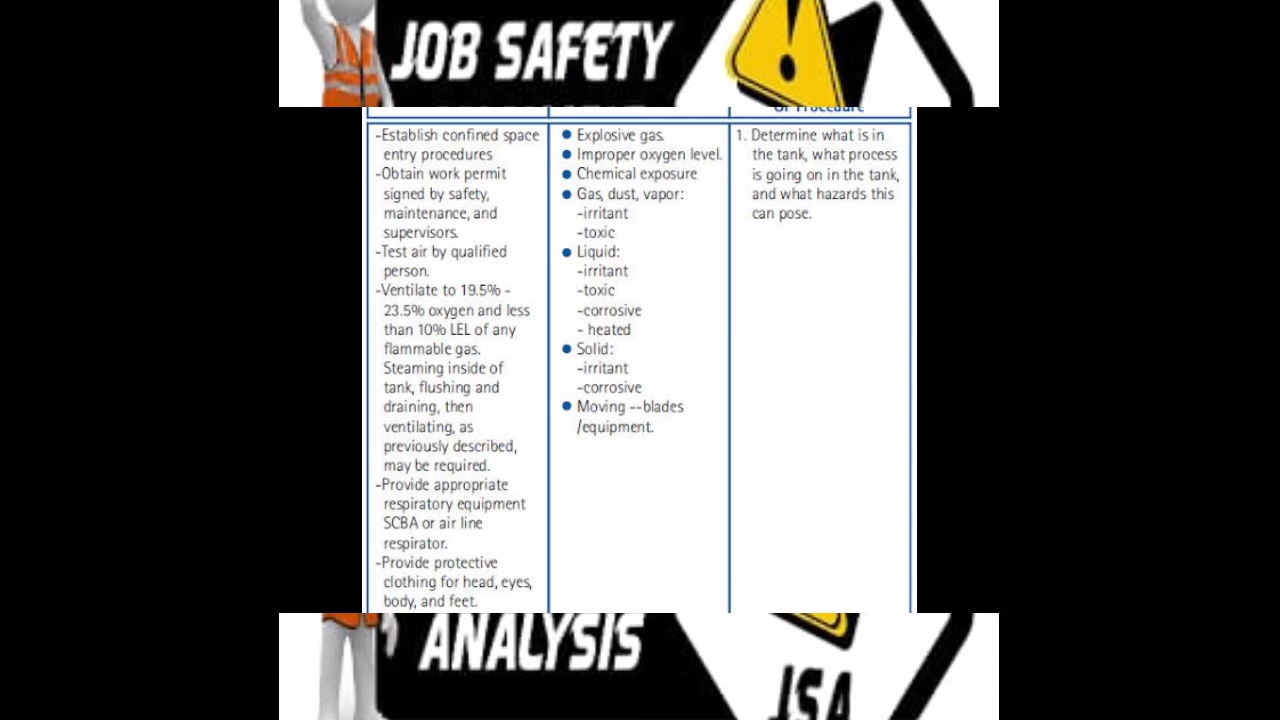 JOB SAFETY
Or Procedure
-Establish confined space
entry procedures
-Obtain work permit
signed by safety,
maintenance, and
supervisors.
-Test air by qualified
person.
-Ventilate to 19.5% -
23.5% oxygen and less
than 10% LEL of any
flammable gas.
Steaming inside of
tank, flushing and
draining, then
ventilating, as
previously described,
may be required.
-Provide appropriate
respiratory equipment
SCBA or air line
respirator.
-Provide protective
clothing for head, eyes,
body, and feet.
● Explosive gas.
● Improper oxygen level.
● Chemical exposure
● Gas, dust, vapor:
-irritant
-toxic
● Liquid:
-irritant
-toxic
-corrosive
- heated
● Solid:
-irritant
-corrosive
● Moving --blades
/equipment.
1. Determine what is in
the tank, what process
is going on in the tank,
and what hazards this
can pose.
ANALYSIS
JSA